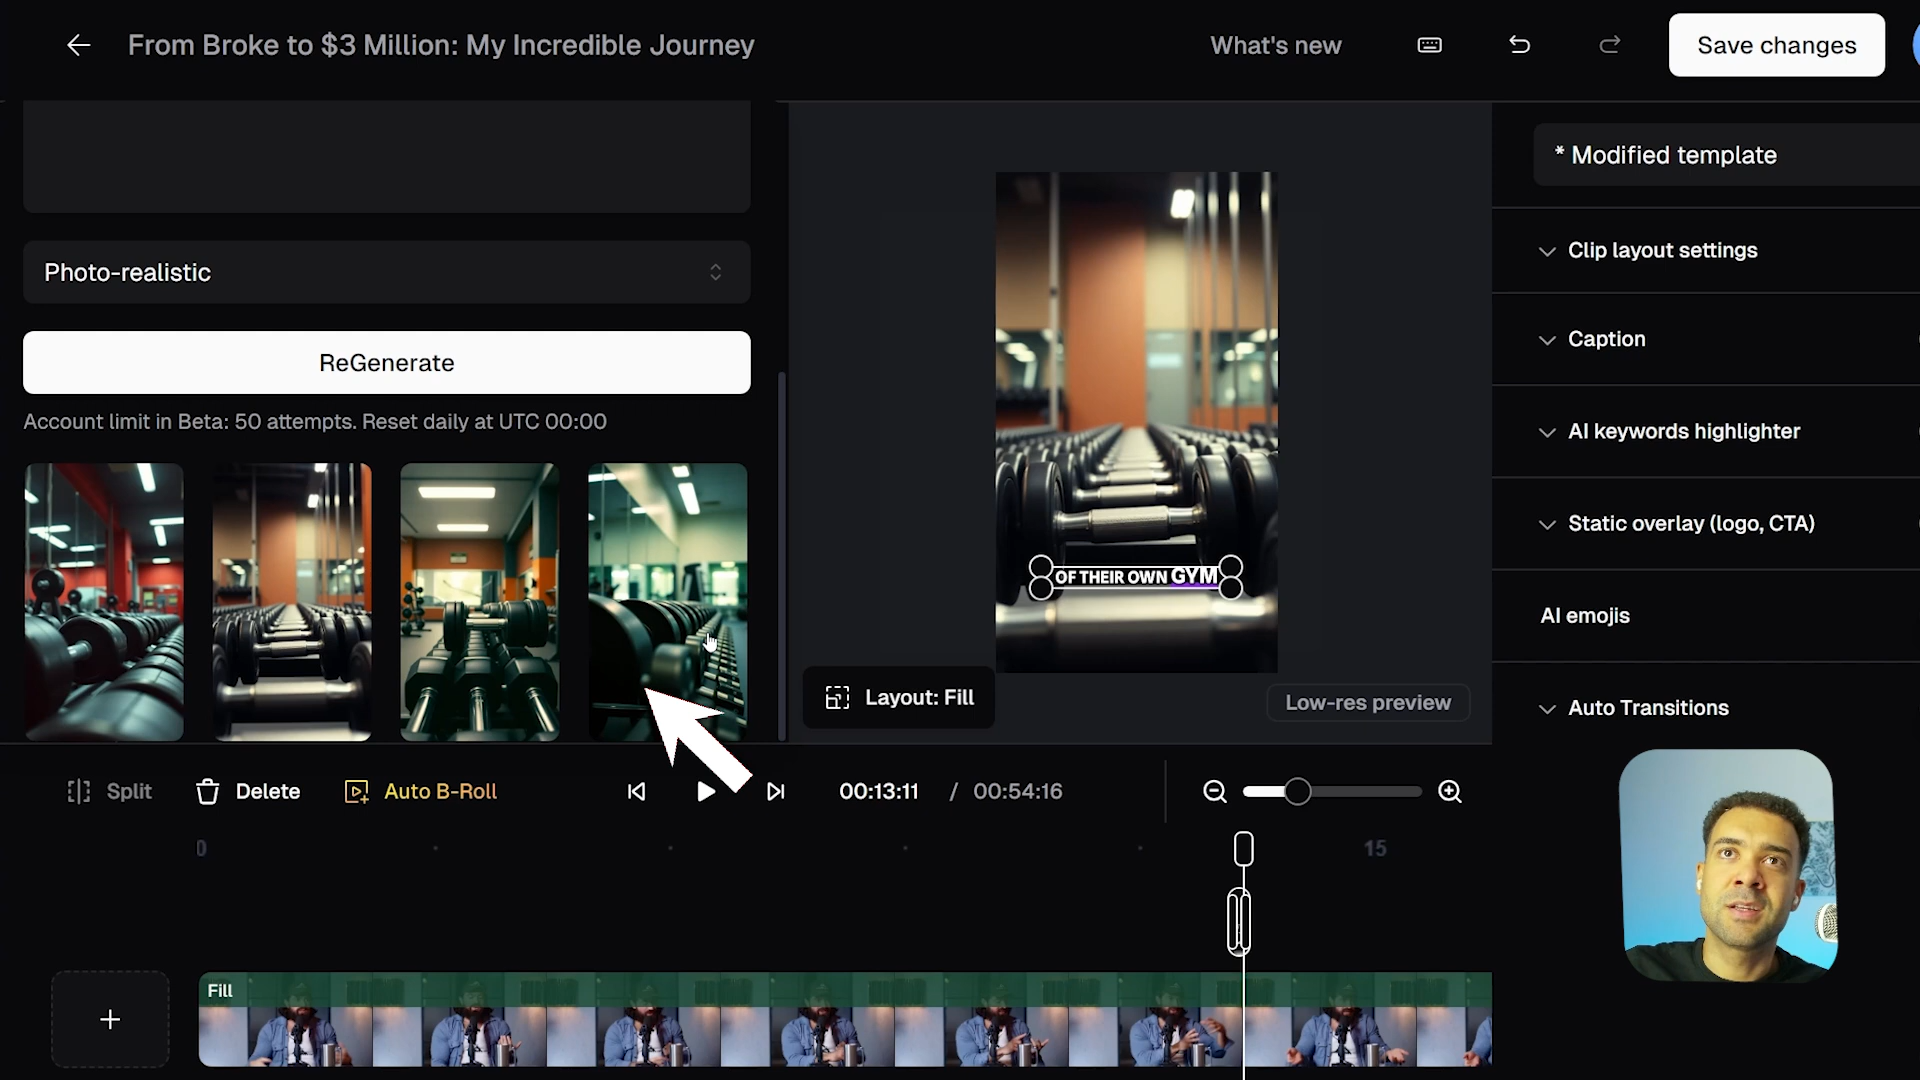 From Broke to $3 Million: My Incredible Journey
What's new
Save changes
* Modified template
Photo-realistic
Clip layout settings
Caption
ReGenerate
Account limit in Beta: 50 attempts. Reset daily at UTC 00:00
AI keywords highlighter
Static overlay (logo, CTA)
OF THEIR OWN GYM
AI emojis
Layout: Fill
Low-res preview
Auto Transitions
Split
Delete
Auto B-Roll
00:13:11 / 00:54:16
0
15
Fill